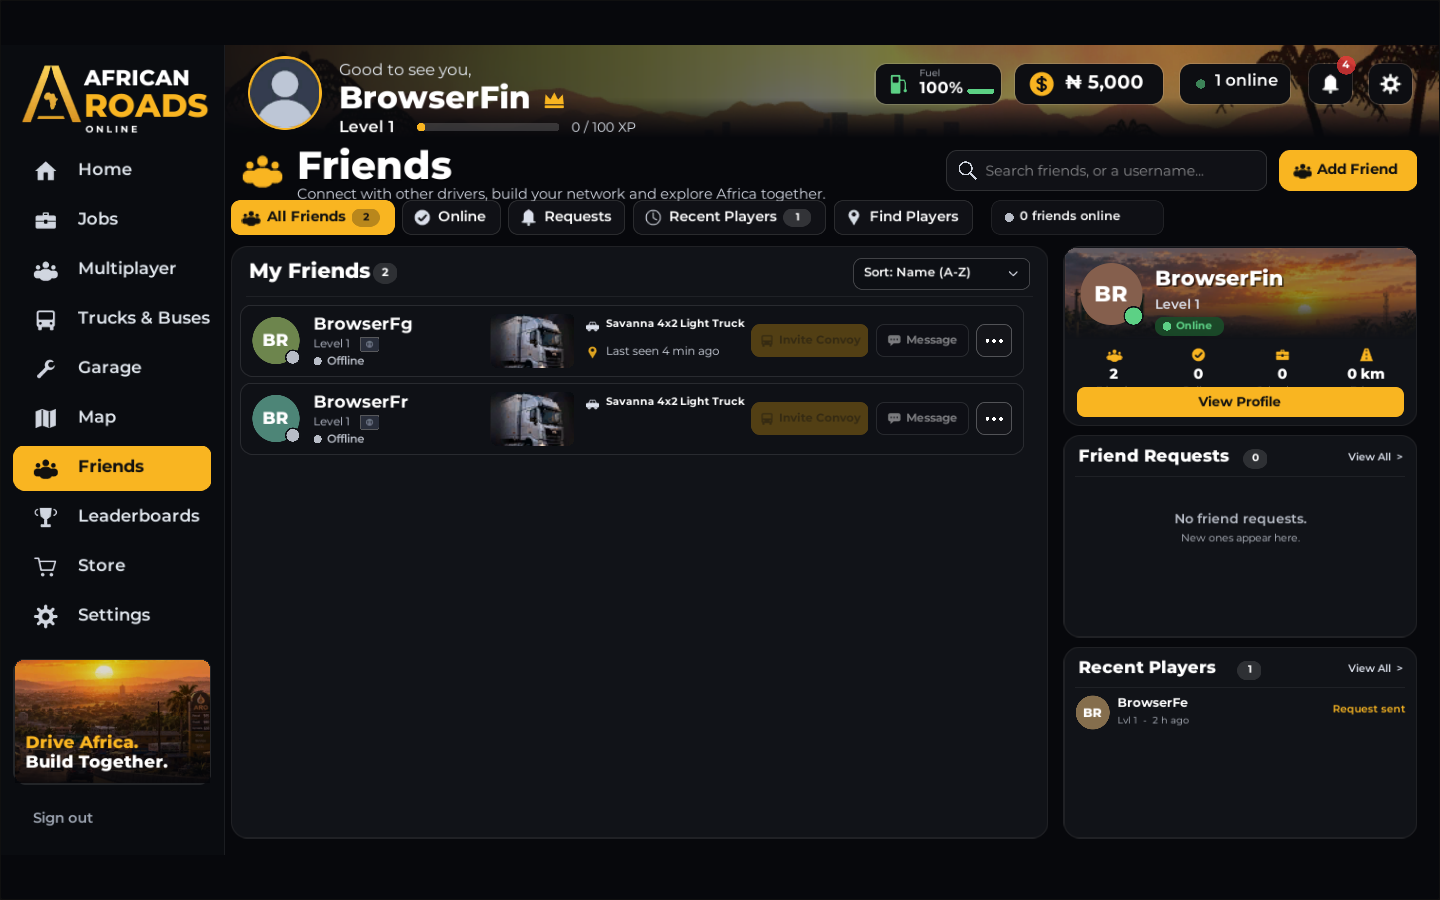 AFRICAN
ROADS
ONLINE
Home
Jobs
Multiplayer
Trucks & Buses
Garage
Map
Friends
Leaderboards
Store
Settings
Drive Africa.
Build Together.
Sign out
Good to see you,
BrowserFin
Level 1
0 / 100 XP
Fuel
100%
₦ 5,000
1 online
4
Friends
Connect with other drivers, build your network and explore Africa together.
Search friends, or a username...
Add Friend
All Friends 2
Online
Requests
Recent Players 1
Find Players
0 friends online
My Friends 2
Sort: Name (A-Z)
BR
BrowserFg
Level 1
Offline
Savanna 4x2 Light Truck
Last seen 4 min ago
Invite Convoy
Message
BR
BrowserFr
Level 1
Offline
Savanna 4x2 Light Truck
Invite Convoy
Message
BR
BrowserFin
Level 1
Online
2 0 0 0 km
View Profile
Friend Requests 0
View All >
No friend requests.
New ones appear here.
Recent Players 1
View All >
BR
BrowserFe
Lvl 1 - 2 h ago
Request sent